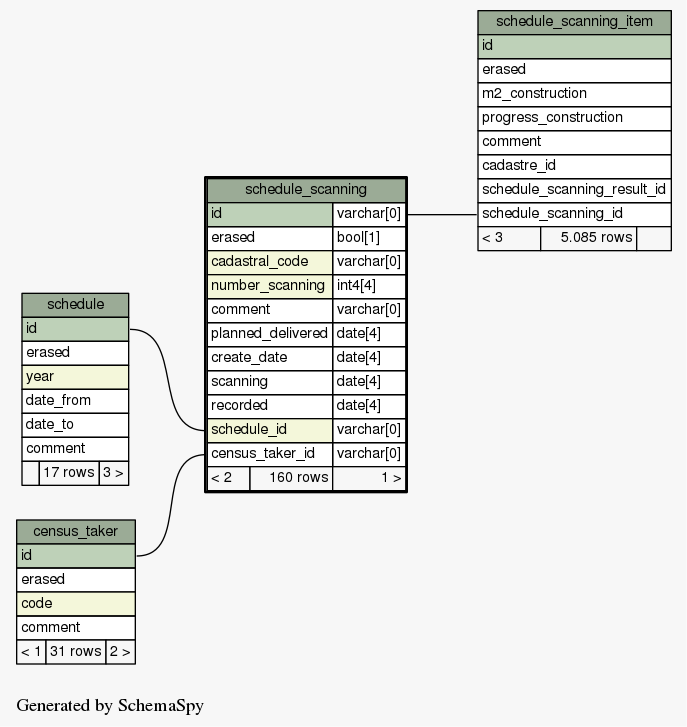 schedule_scanning_item
id
erased
m2_construction
progress_construction
comment
cadastre_id
schedule_scanning_result_id
schedule_scanning_id
< 3 5.085 rows
schedule_scanning
id varchar[0]
erased bool[1]
cadastral_code varchar[0]
number_scanning int4[4]
comment varchar[0]
planned_delivered date[4]
create_date date[4]
scanning date[4]
recorded date[4]
schedule_id varchar[0]
census_taker_id varchar[0]
< 2 160 rows 1 >
schedule
id
erased
year
date_from
date_to
comment
17 rows 3 >
census_taker
id
erased
code
comment
< 1 31 rows 2 >
Generated by SchemaSpy